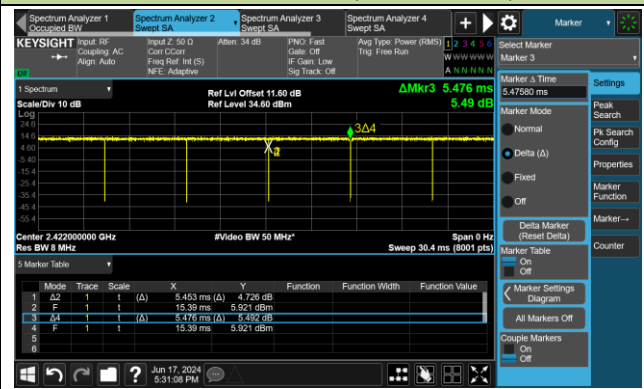 Spectrum Analyzer 1
Occupied BW
Spectrum Analyzer 2
Swept SA
Spectrum Analyzer 3
Swept SA
Spectrum Analyzer 4
Swept SA
Marker
KEYSIGHT
Input: RF
Coupling: AC
Align: Auto
Input Z: 50 Ω
Corr CCorr
Freq Ref: Int (S)
NFE: Adaptive
Atten: 34 dB
PNO: Fast
Gate: Off
IF Gain: Low
Sig Track: Off
Avg Type: Power (RMS)
Trig: Free Run
1 2 3 4 5 6
W W W W W W
A N N N N N
Select Marker
Marker 3
1 Spectrum
Scale/Div 10 dB
Log
Ref Lvl Offset 11.60 dB
Ref Level 34.60 dBm
ΔMkr3 5.476 ms
5.49 dB
24.6
14.6
4.60
-5.40
-15.4
-25.4
-35.4
-45.4
-55.4
3Δ4
Center 2.422000000 GHz
Res BW 8 MHz
#Video BW 50 MHz*
Span 0 Hz
Sweep 30.4 ms (8001 pts)
5 Marker Table
Mode Trace Scale X Y Function Function Width Function Value
1 Δ2 1 t (Δ) 5.453 ms (Δ) 4.726 dB
2 F 1 t 15.39 ms 5.921 dBm
3 Δ4 1 t (Δ) 5.476 ms (Δ) 5.492 dB
4 F 1 t 15.39 ms 5.921 dBm
5
6
Marker Δ Time
5.47580 ms
Marker Mode
Normal
Delta (Δ)
Fixed
Off
Delta Marker
(Reset Delta)
Marker Table
On
Off
Marker Settings
Diagram
All Markers Off
Couple Markers
On
Off
Settings
Peak
Search
Pk Search
Config
Properties
Marker
Function
Marker→
Counter
Jun 17, 2024
5:31:08 PM